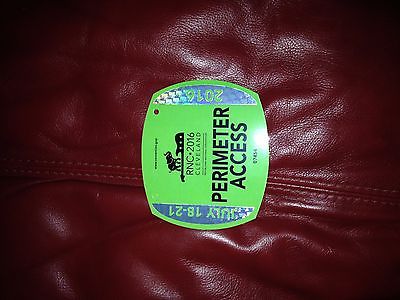 2016
RNC•2016
CLEVELAND
PERIMETER
ACCESS
JULY 18-21